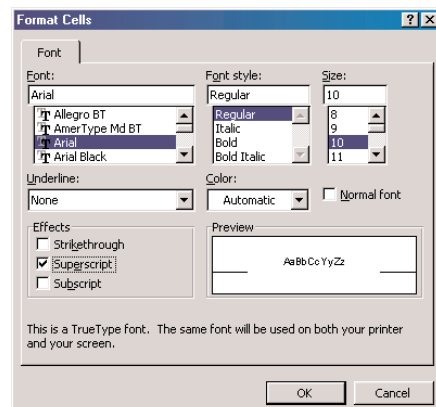 Format Cells
Font
Font: Font style: Size:
Arial Regular 10
Allegro BT Regular 8
AmerType Md BT Italic 9
Arial Bold 10
Arial Black Bold Italic 11
Underline: Color:
None Automatic Normal font
Effects Preview
Strikethrough
Superscript AaBbCcYyZz
Subscript
This is a TrueType font. The same font will be used on both your printer
and your screen.
OK Cancel